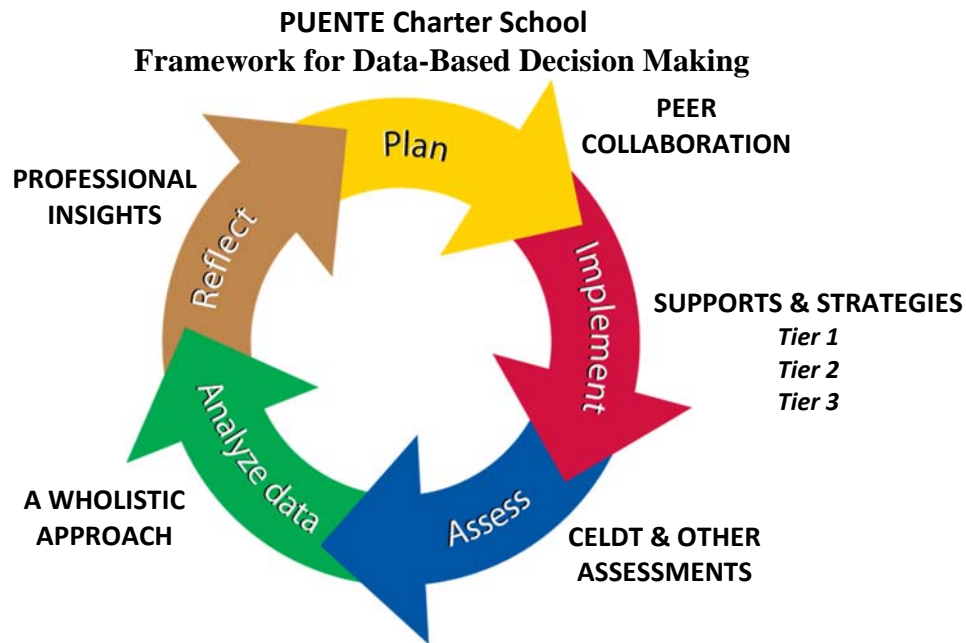 PUENTE Charter School
Framework for Data-Based Decision Making
Plan
PEER
COLLABORATION
Implement
SUPPORTS & STRATEGIES
Tier 1
Tier 2
Tier 3
Assess
CELDT & OTHER
ASSESSMENTS
Analyze data
A WHOLISTIC
APPROACH
Reflect
PROFESSIONAL
INSIGHTS